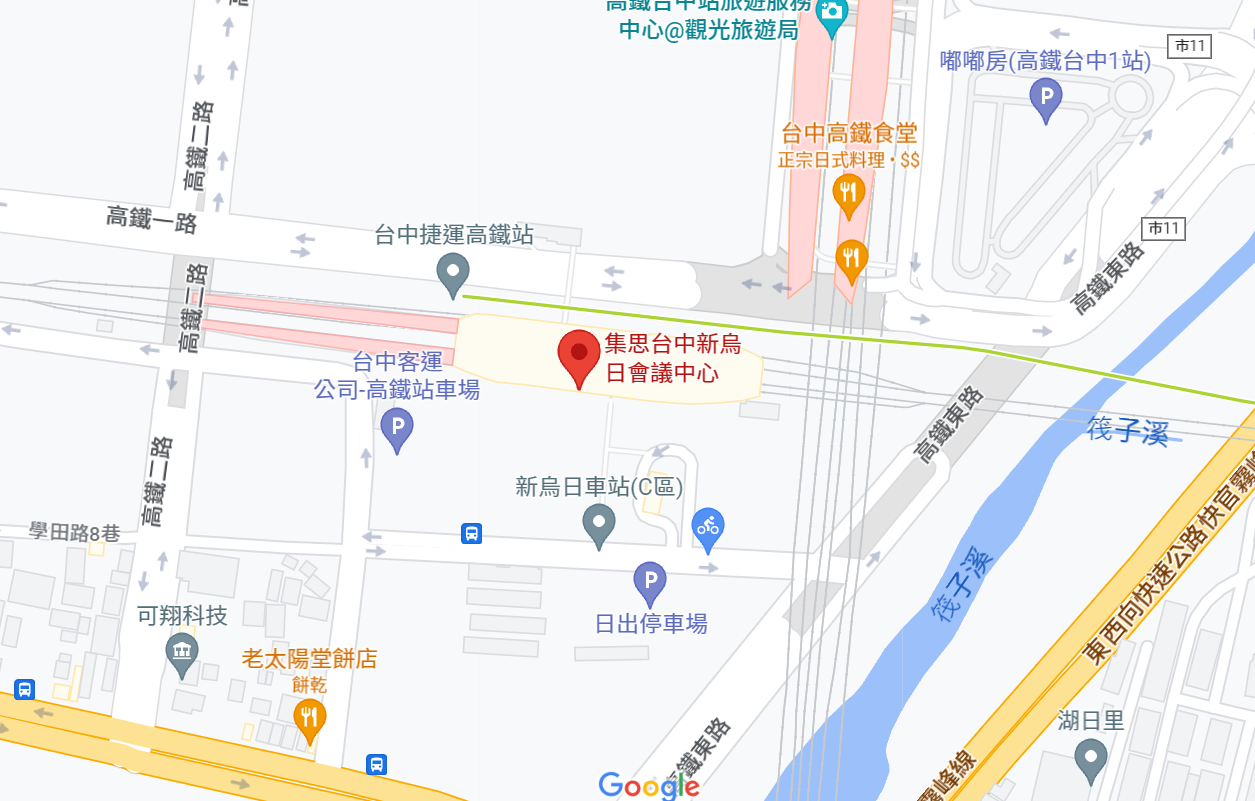 高鐵台中站旅遊服務
中心@觀光旅遊局
市11
嘟嘟房(高鐵台中1站)
P
台中高鐵食堂
正宗日式料理・$$
高鐵二路
高鐵一路
台中捷運高鐵站
市11
高鐵東路
高鐵二路
集思台中新烏
日會議中心
台中客運
公司-高鐵站車場
P
高鐵東路
筏子溪
高鐵二路
新烏日車站(C區)
學田路8巷
東西向快速公路快官霧峰
筏子溪
P
日出停車場
可翔科技
老太陽堂餅店
餅乾
湖日里
高鐵東路
霧峰線
Google